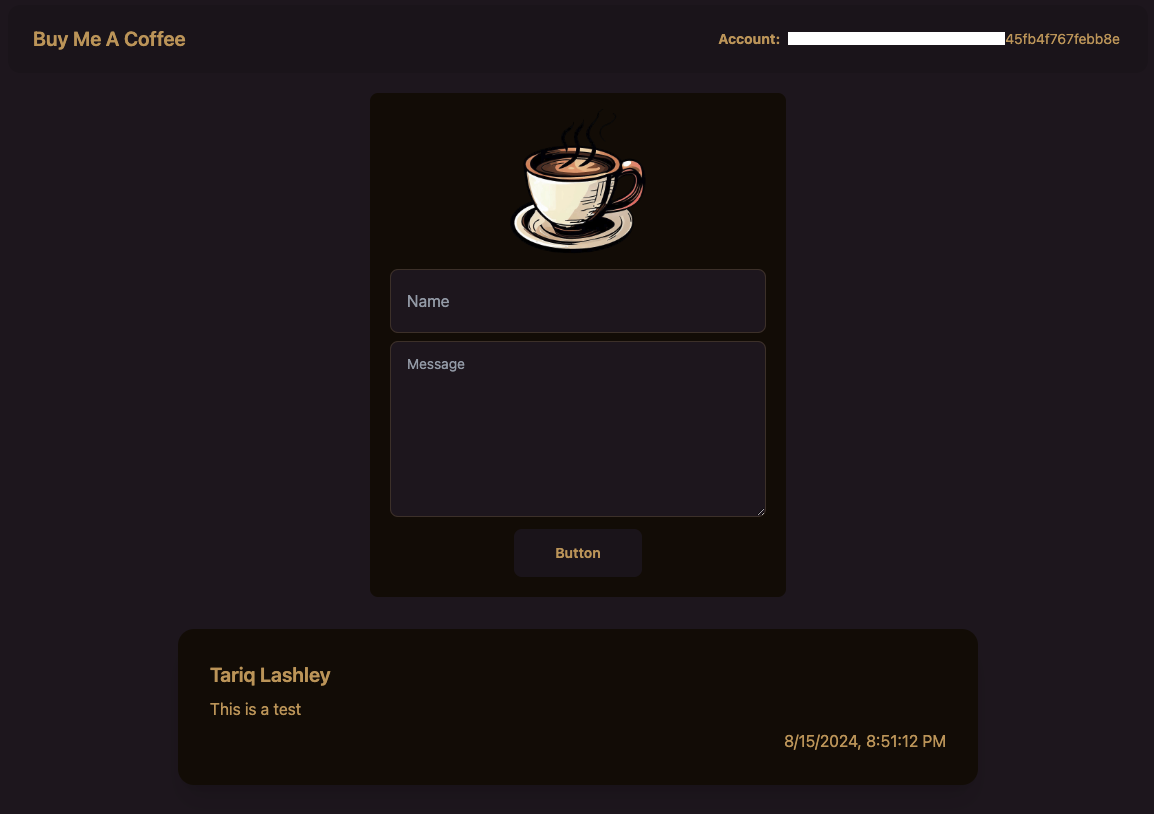 Buy Me A Coffee
Account: 45fb4f767febb8e
Name
Message
Button
Tariq Lashley
This is a test
8/15/2024, 8:51:12 PM